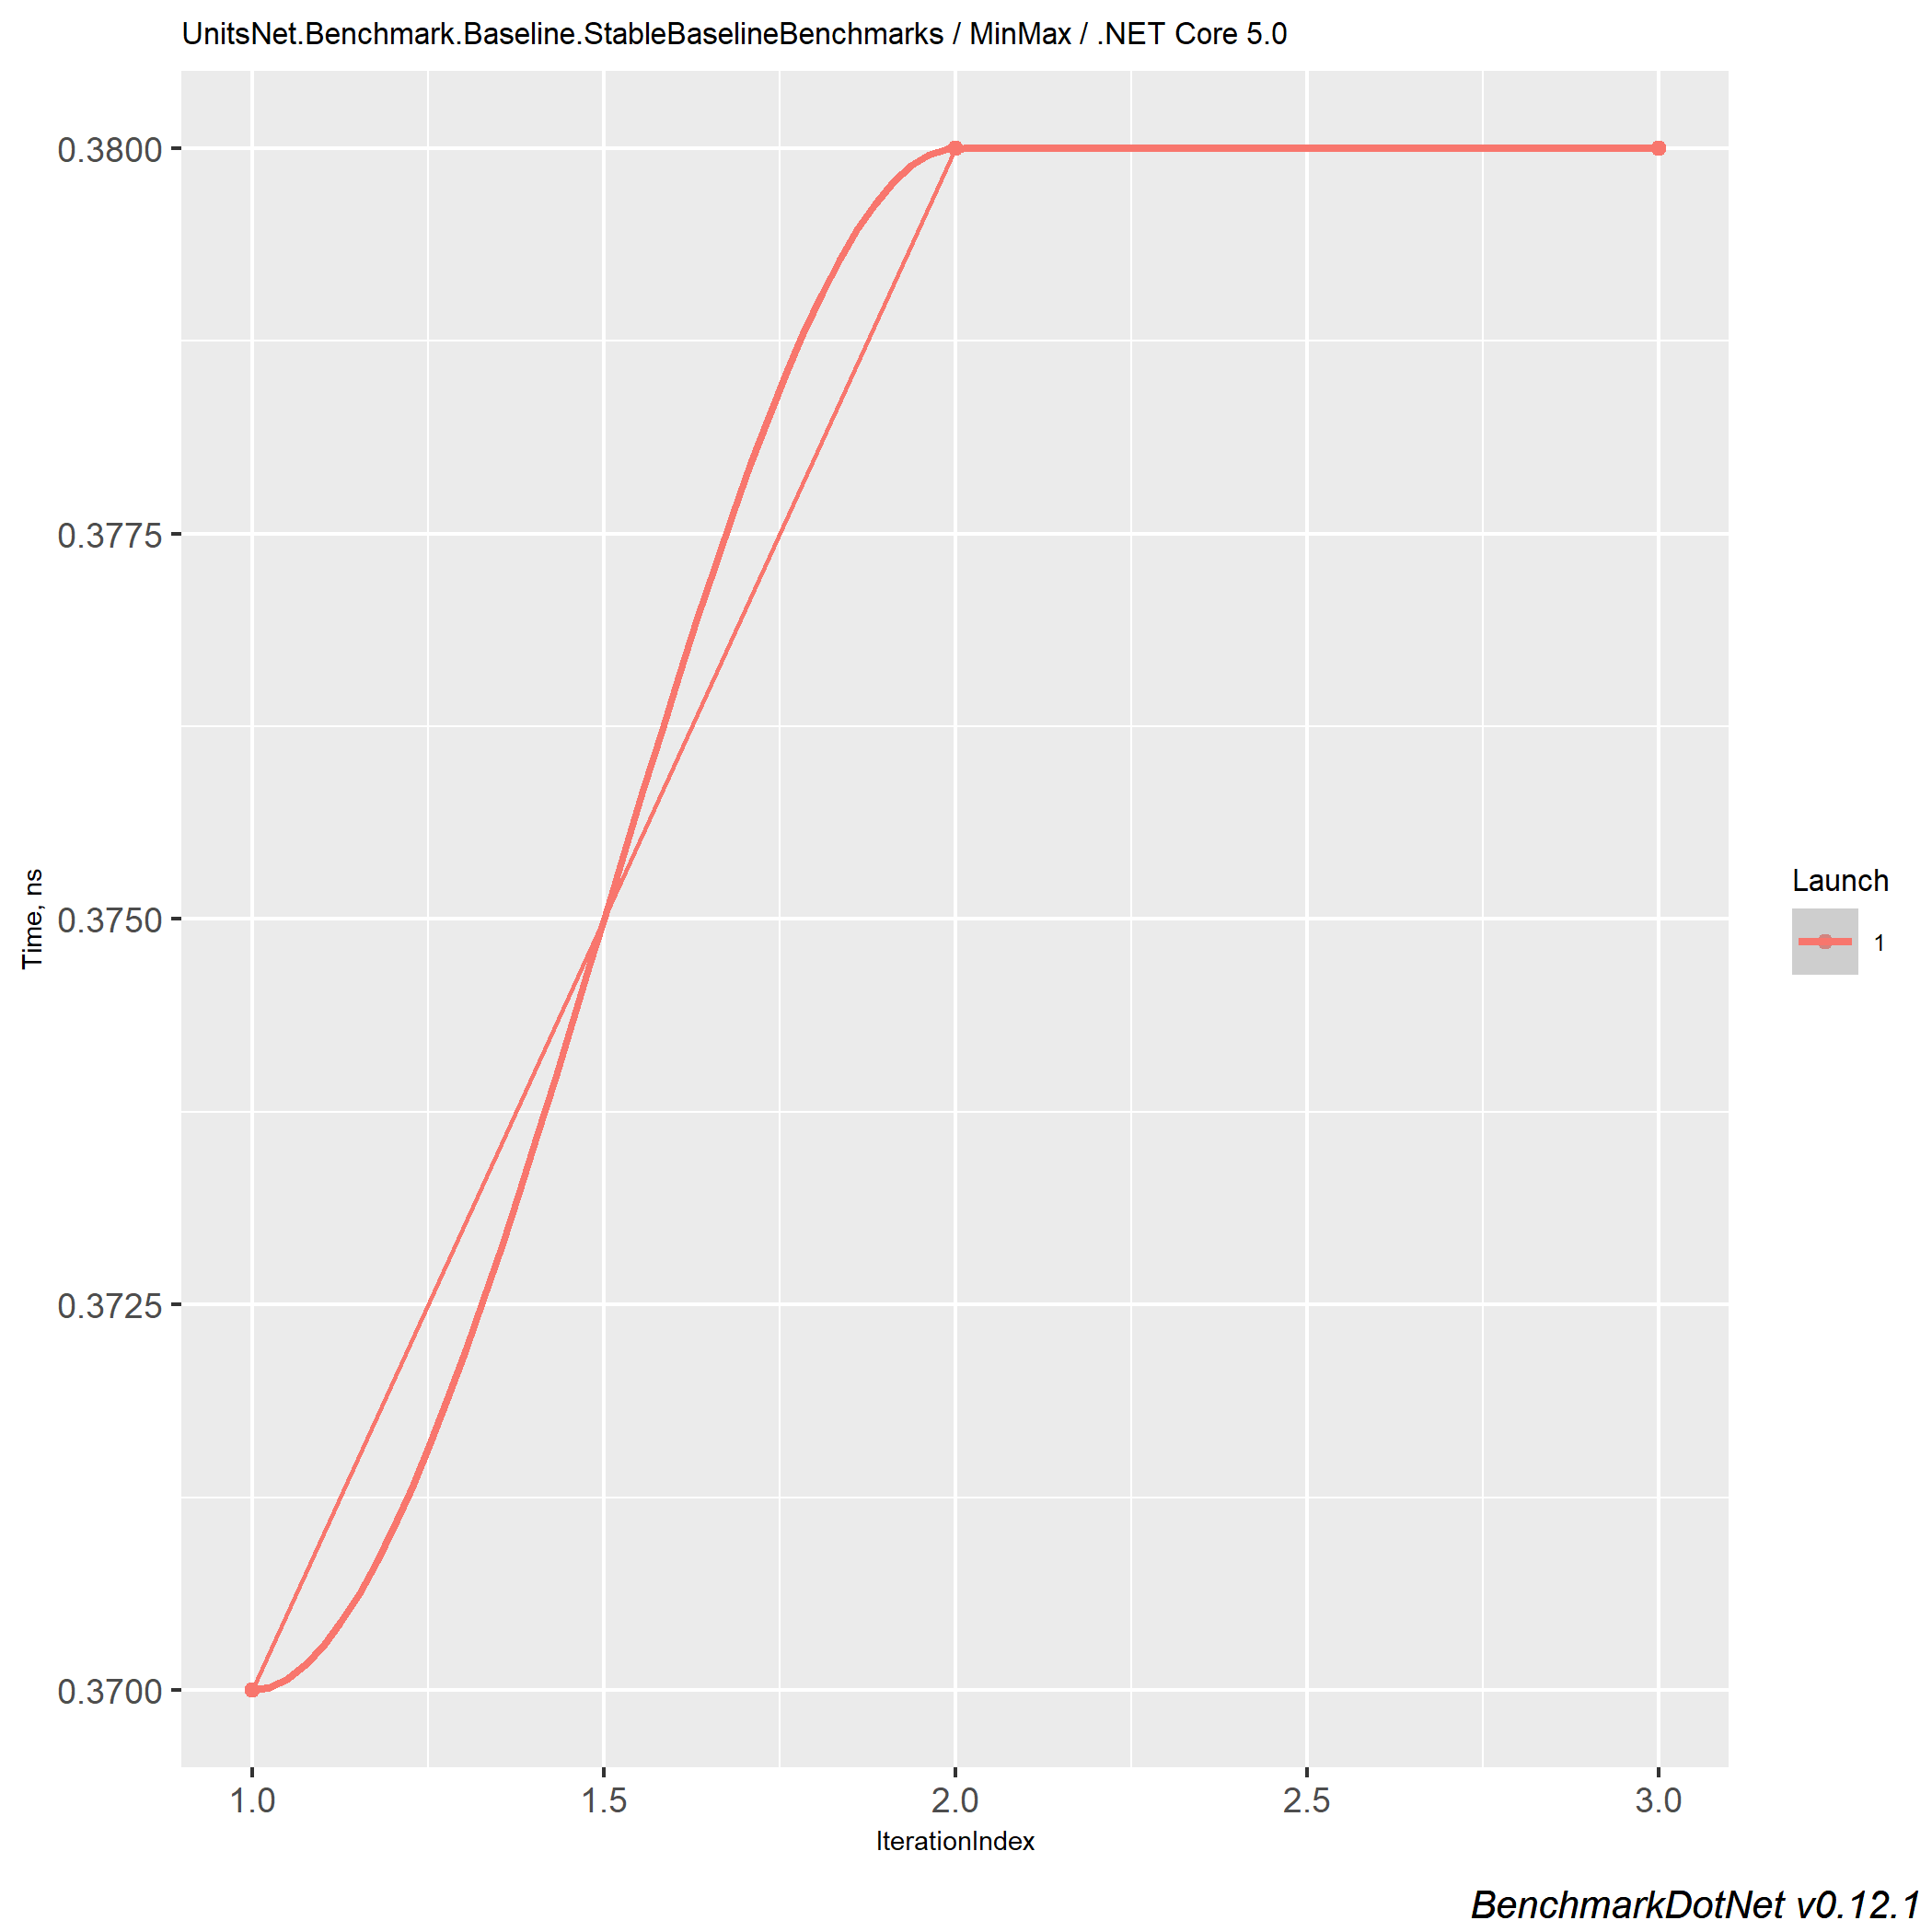 UnitsNet.Benchmark.Baseline.StableBaselineBenchmarks / MinMax / .NET Core 5.0
0.3800
0.3775
0.3750
0.3725
0.3700
Time, ns
1.0 1.5 2.0 2.5 3.0
IterationIndex
Launch
1
BenchmarkDotNet v0.12.1